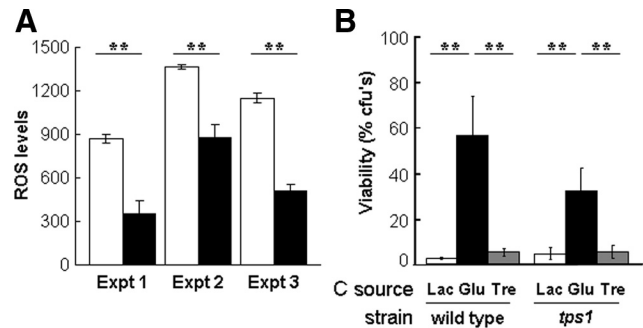 A
B
** ** **
** ** ** **
ROS levels
1500
1200
900
600
300
0
Expt 1 Expt 2 Expt 3
Viability (% cfu's)
100
80
60
40
20
0
C source Lac Glu Tre Lac Glu Tre
strain wild type tps1